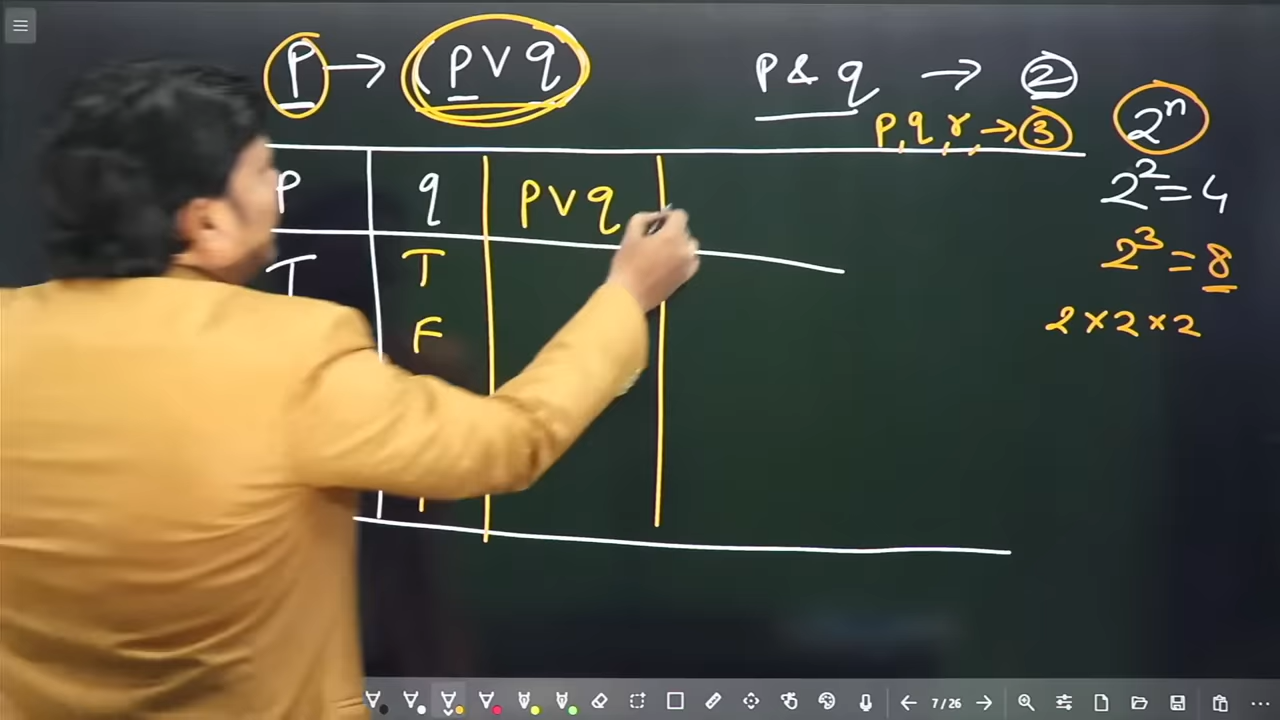 P → (p ∨ q)
P & q → 2
p, q, r, → 3
2ⁿ
2² = 4
2³ = 8
2 × 2 × 2
P q p ∨ q
T T
F
7/26